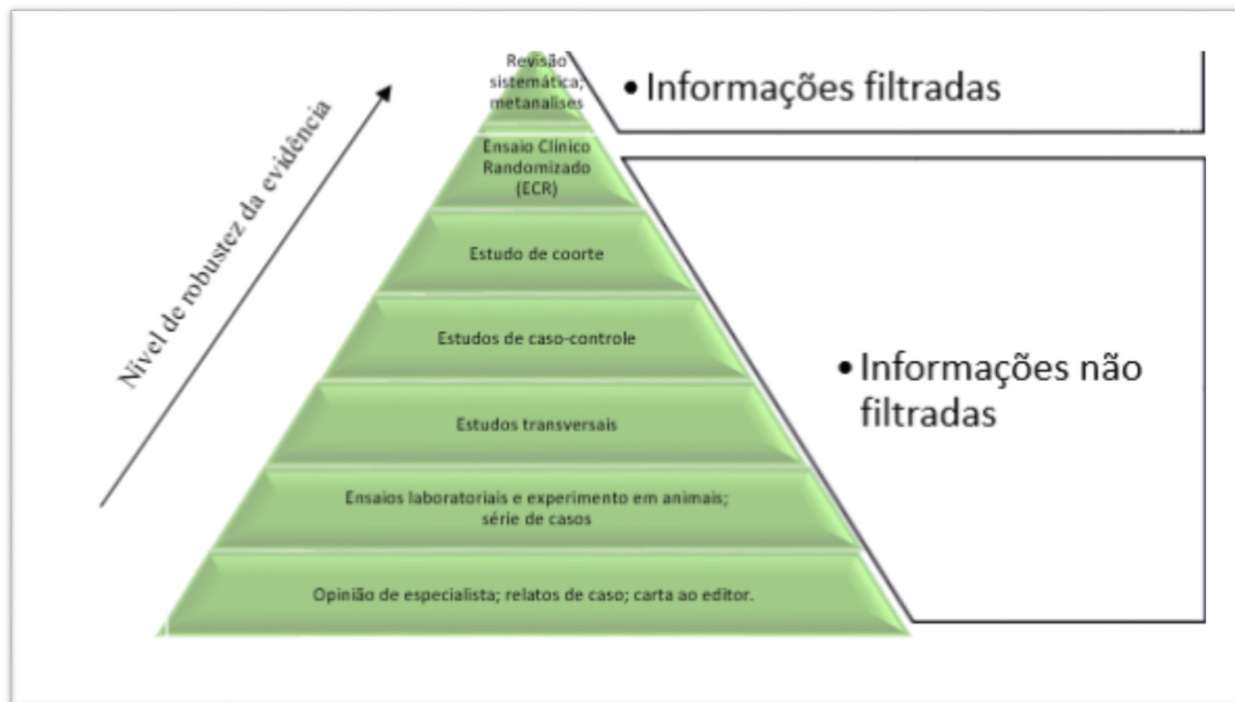 Revisão
sistemática;
metanalises
• Informações filtradas
Ensaio Clínico
Randomizado
(ECR)
Nivel de robustez da evidência
Estudo de coorte
Estudos de caso-controle
• Informações não
filtradas
Estudos transversais
Ensaios laboratoriais e experimento em animais;
série de casos
Opinião de especialista; relatos de caso; carta ao editor.